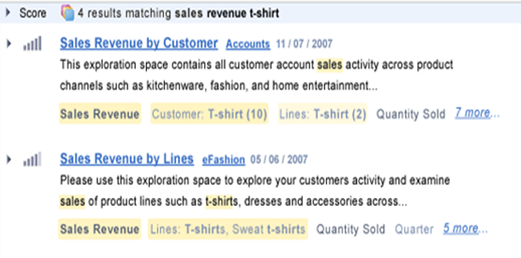 Score 4 results matching sales revenue t-shirt
Sales Revenue by Customer Accounts 11 / 07 / 2007
This exploration space contains all customer account sales activity across product
channels such as kitchenware, fashion, and home entertainment...
Sales Revenue Customer: T-shirt (10) Lines: T-shirt (2) Quantity Sold 7 more...
Sales Revenue by Lines eFashion 05 / 06 / 2007
Please use this exploration space to explore your customers activity and examine
sales of product lines such as t-shirts, dresses and accessories across...
Sales Revenue Lines: T-shirts, Sweat t-shirts Quantity Sold Quarter 5 more...